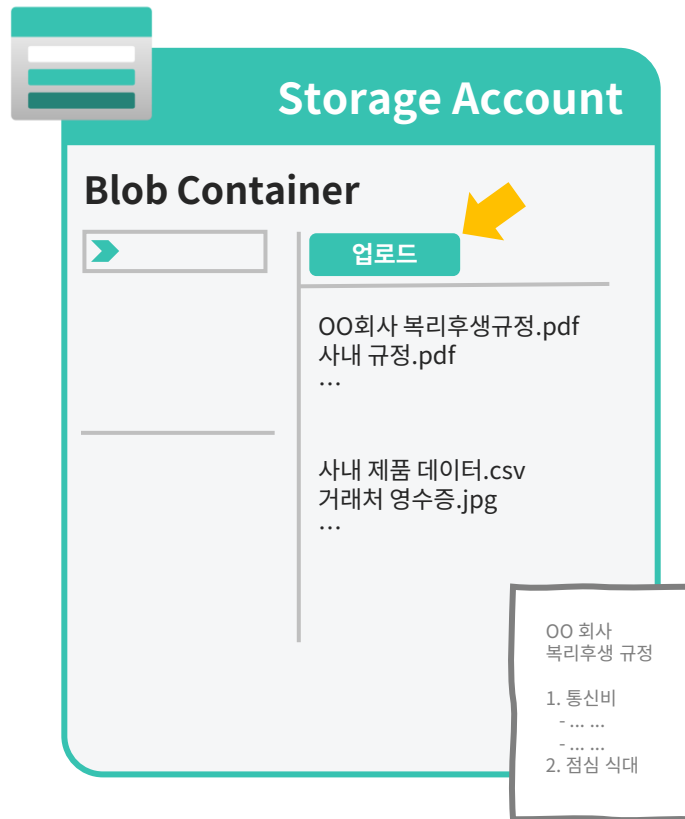 Storage Account
Blob Container
업로드
OO회사 복리후생규정.pdf
사내 규정.pdf
...
사내 제품 데이터.csv
거래처 영수증.jpg
...
OO 회사
복리후생 규정
1. 통신비
- ... ...
- ... ...
2. 점심 식대